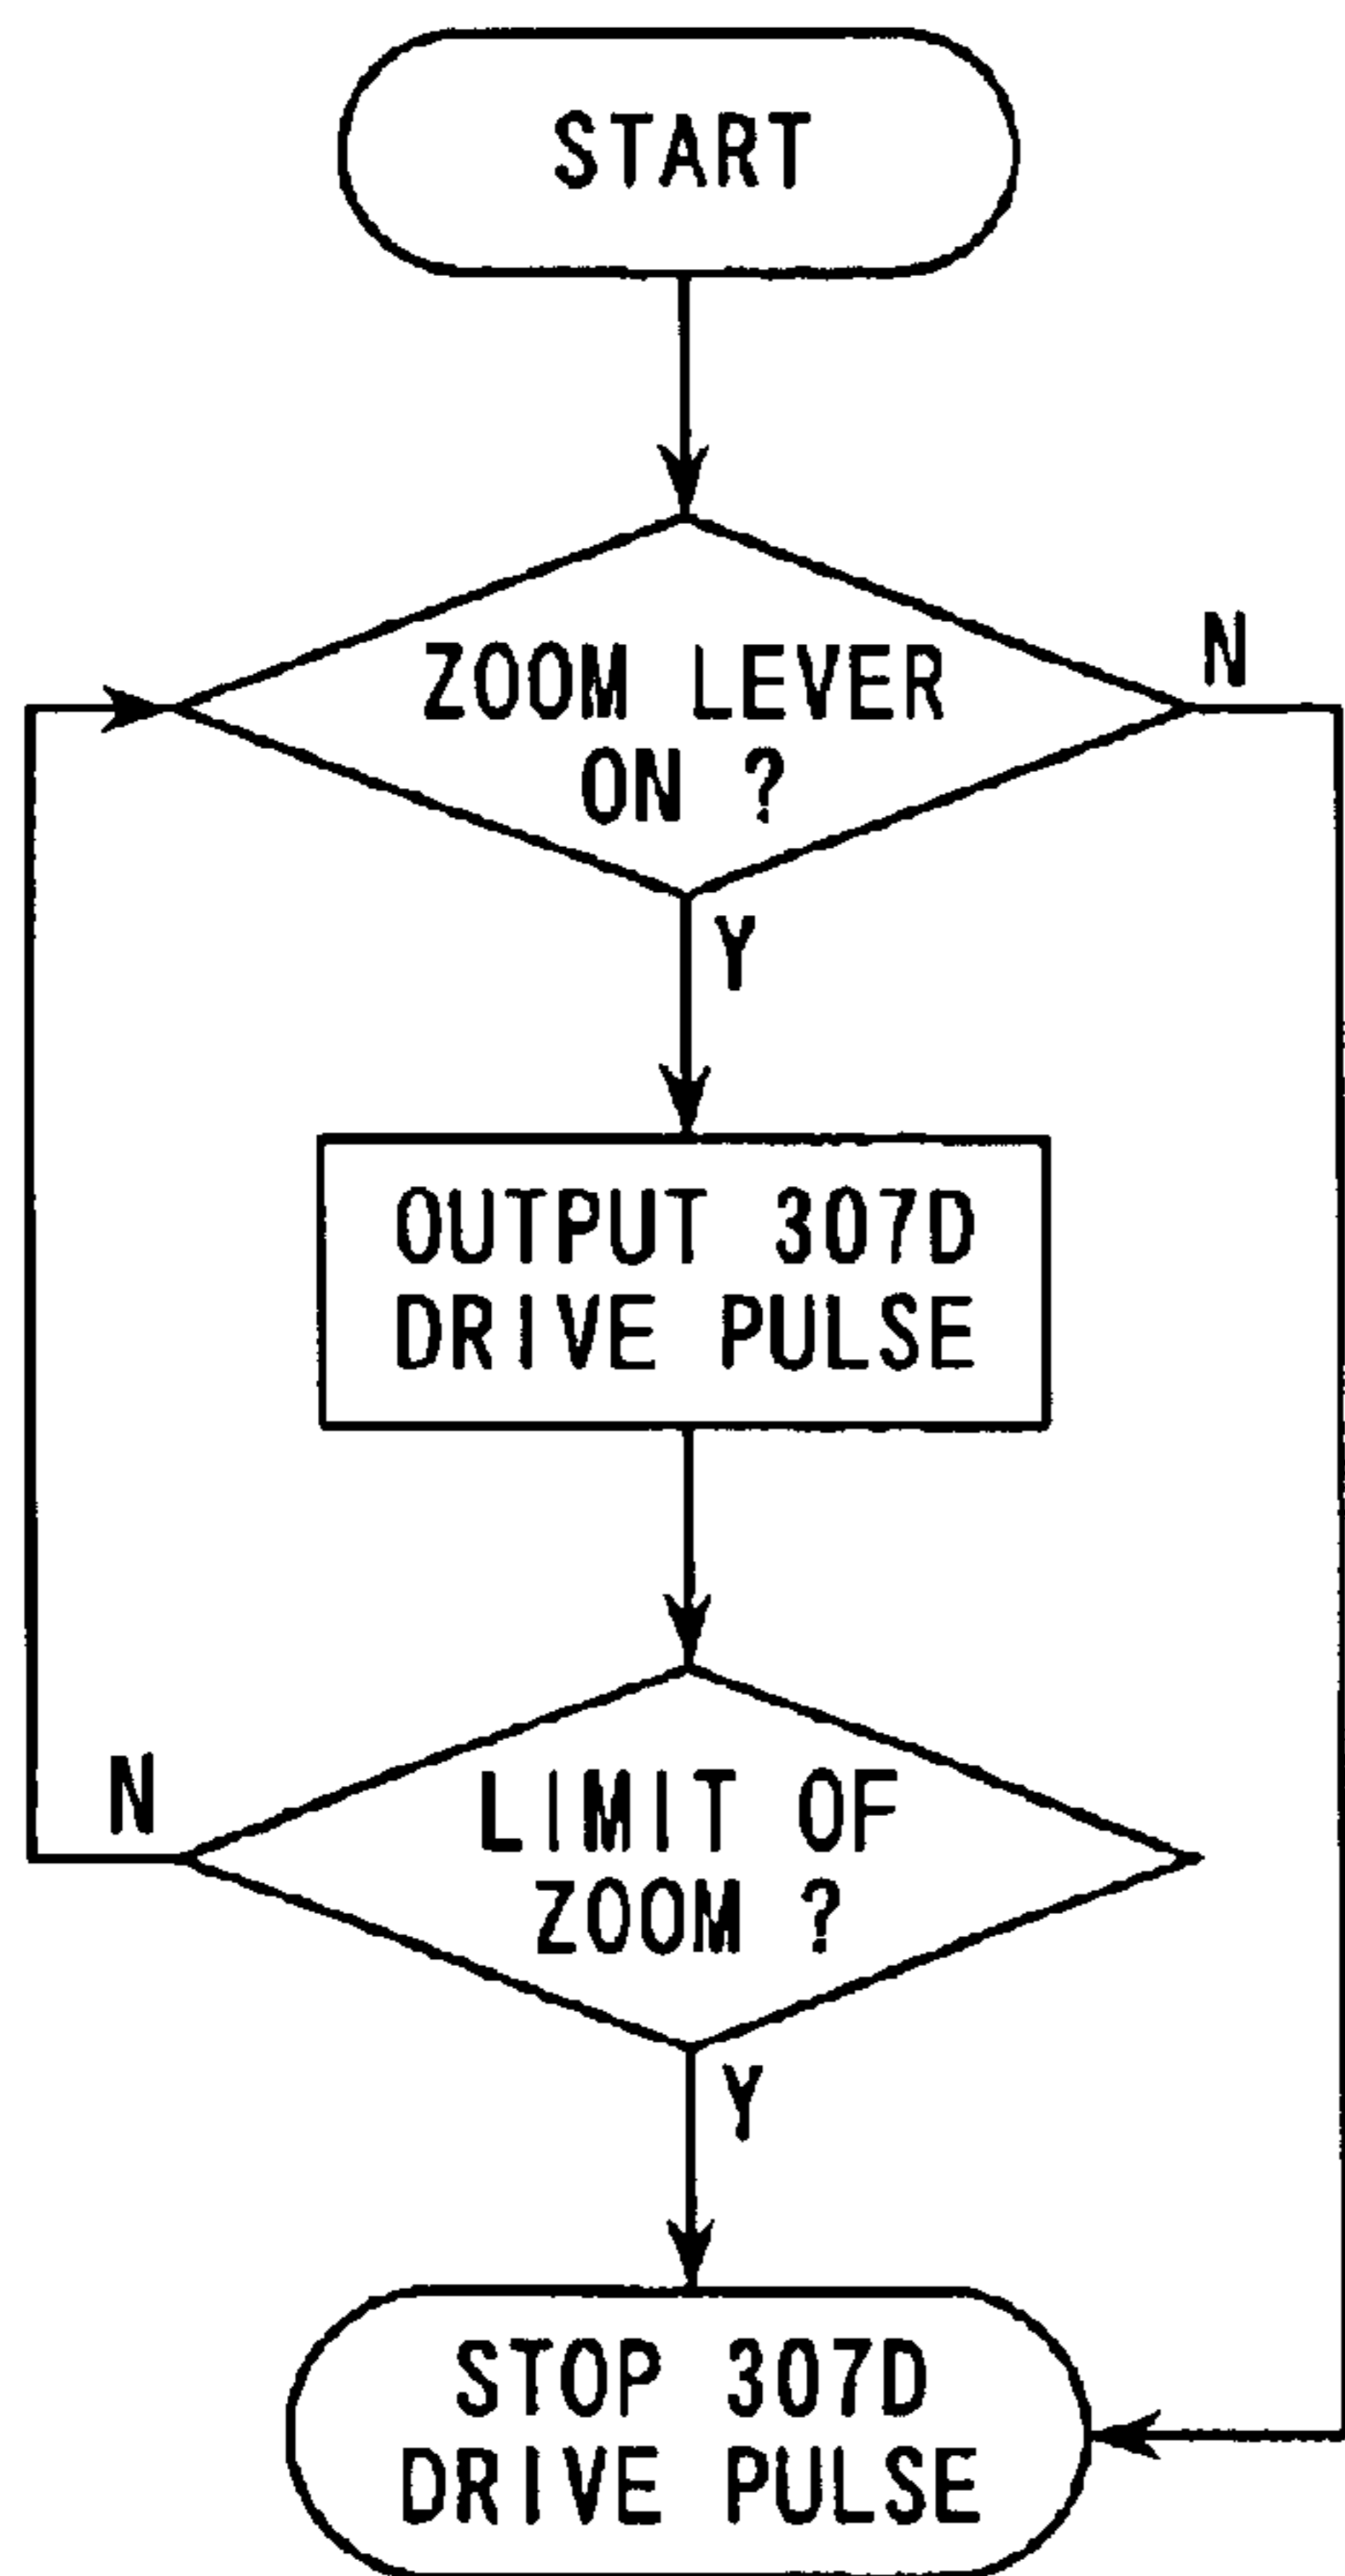 START
ZOOM LEVER
ON ?
N
Y
OUTPUT 307D
DRIVE PULSE
N
LIMIT OF
ZOOM ?
Y
STOP 307D
DRIVE PULSE